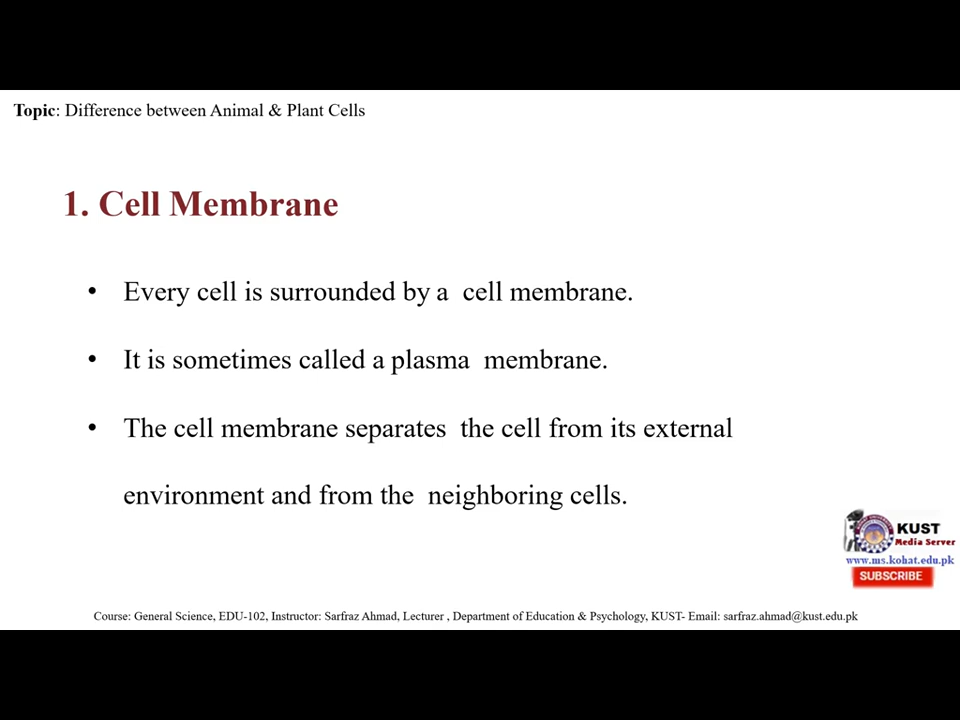 Topic: Difference between Animal & Plant Cells
1. Cell Membrane
• Every cell is surrounded by a cell membrane.
• It is sometimes called a plasma membrane.
• The cell membrane separates the cell from its external
environment and from the neighboring cells.
KUST
Media Server
www.ms.kohat.edu.pk
SUBSCRIBE
Course: General Science, EDU-102, Instructor: Sarfraz Ahmad, Lecturer , Department of Education & Psychology, KUST- Email: sarfraz.ahmad@kust.edu.pk